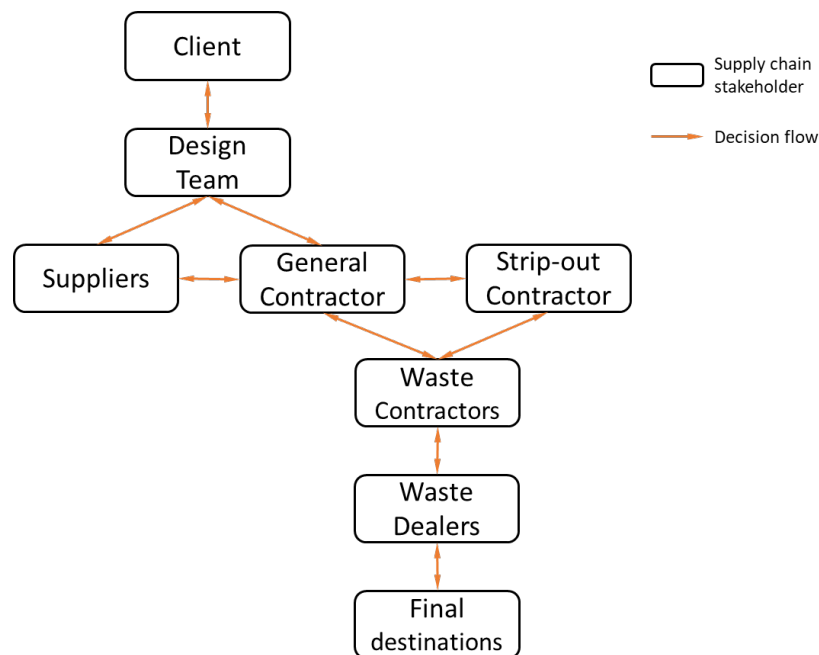 Client
Supply chain
stakeholder
Decision flow
Design
Team
Suppliers
General
Contractor
Strip-out
Contractor
Waste
Contractors
Waste
Dealers
Final
destinations